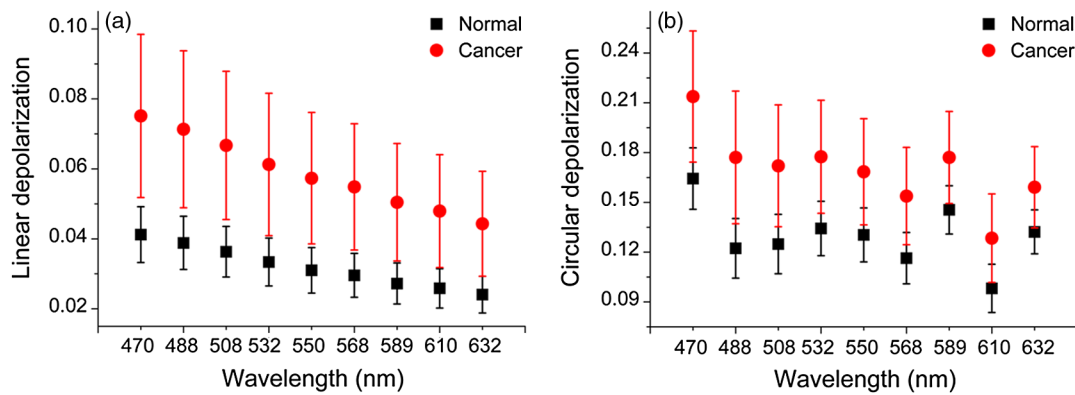 (a)
Normal
Cancer
Linear depolarization
0.10
0.08
0.06
0.04
0.02
470 488 508 532 550 568 589 610 632
Wavelength (nm)
(b)
Normal
Cancer
Circular depolarization
0.24
0.21
0.18
0.15
0.12
0.09
470 488 508 532 550 568 589 610 632
Wavelength (nm)